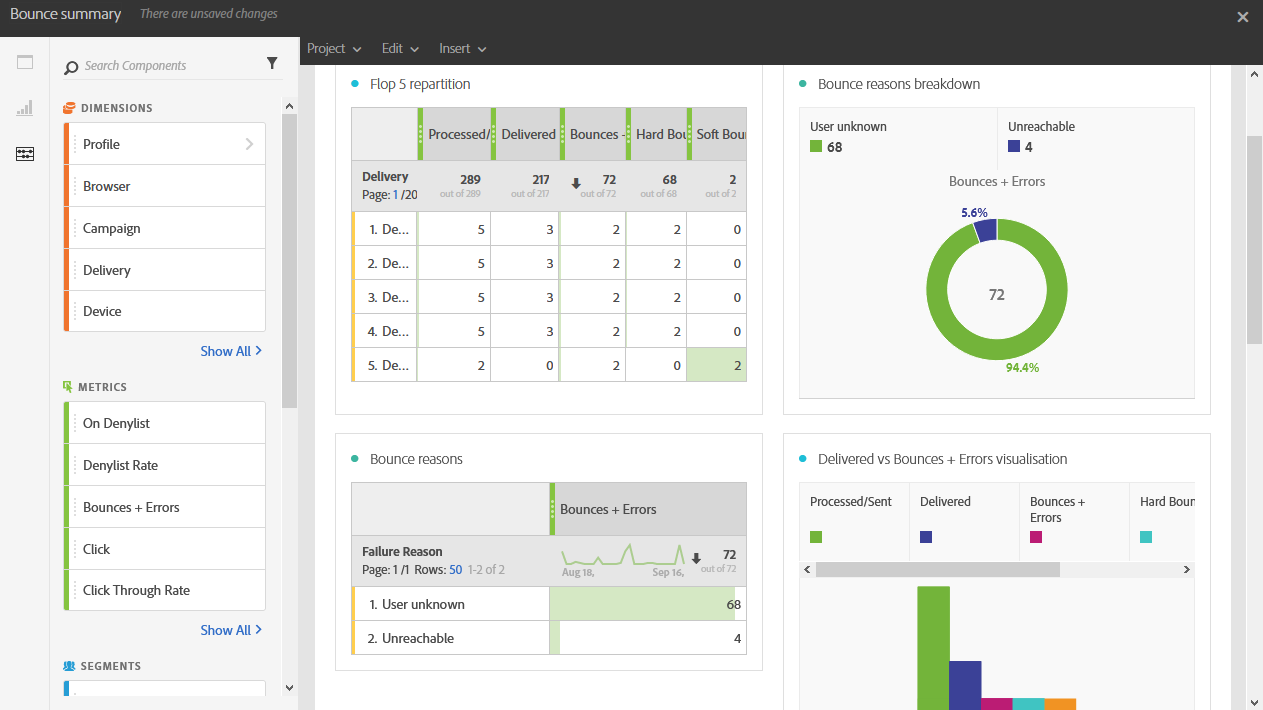 Bounce summary There are unsaved changes
Project Edit Insert
Search Components
DIMENSIONS
Profile
Browser
Campaign
Delivery
Device
Show All
METRICS
On Denylist
Denylist Rate
Bounces + Errors
Click
Click Through Rate
Show All
SEGMENTS
Flop 5 repartition
Processed/ Delivered Bounces - Hard Bou Soft Bou
Delivery 289 217 72 68 2
Page: 1 /20 out of 289 out of 217 out of 72 out of 68 out of 2
1. De... 5 3 2 2 0
2. De... 5 3 2 2 0
3. De... 5 3 2 2 0
4. De... 5 3 2 2 0
5. De... 2 0 2 0 2
Bounce reasons breakdown
User unknown Unreachable
68 4
Bounces + Errors
5.6%
72
94.4%
Bounce reasons
Bounces + Errors
Failure Reason 72
Page: 1 /1 Rows: 50 1-2 of 2 Aug 18, Sep 16, out of 72
1. User unknown 68
2. Unreachable 4
Delivered vs Bounces + Errors visualisation
Processed/Sent Delivered Bounces + Hard Boun
Errors